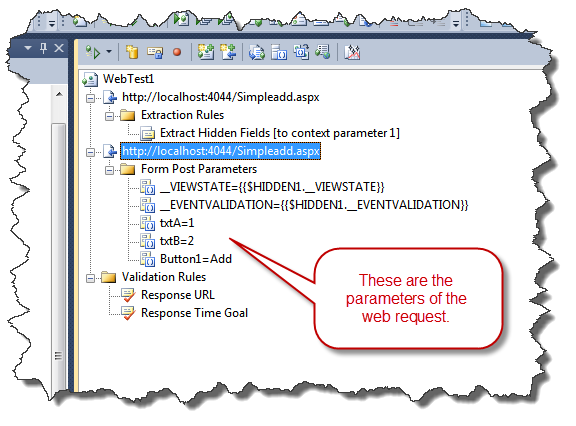 WebTest1
http://localhost:4044/Simpleadd.aspx
Extraction Rules
Extract Hidden Fields [to context parameter 1]
http://localhost:4044/Simpleadd.aspx
Form Post Parameters
__VIEWSTATE={{$HIDDEN1.__VIEWSTATE}}
__EVENTVALIDATION={{$HIDDEN1.__EVENTVALIDATION}}
txtA=1
txtB=2
Button1=Add
Validation Rules
Response URL
Response Time Goal
These are the
parameters of the
web request.